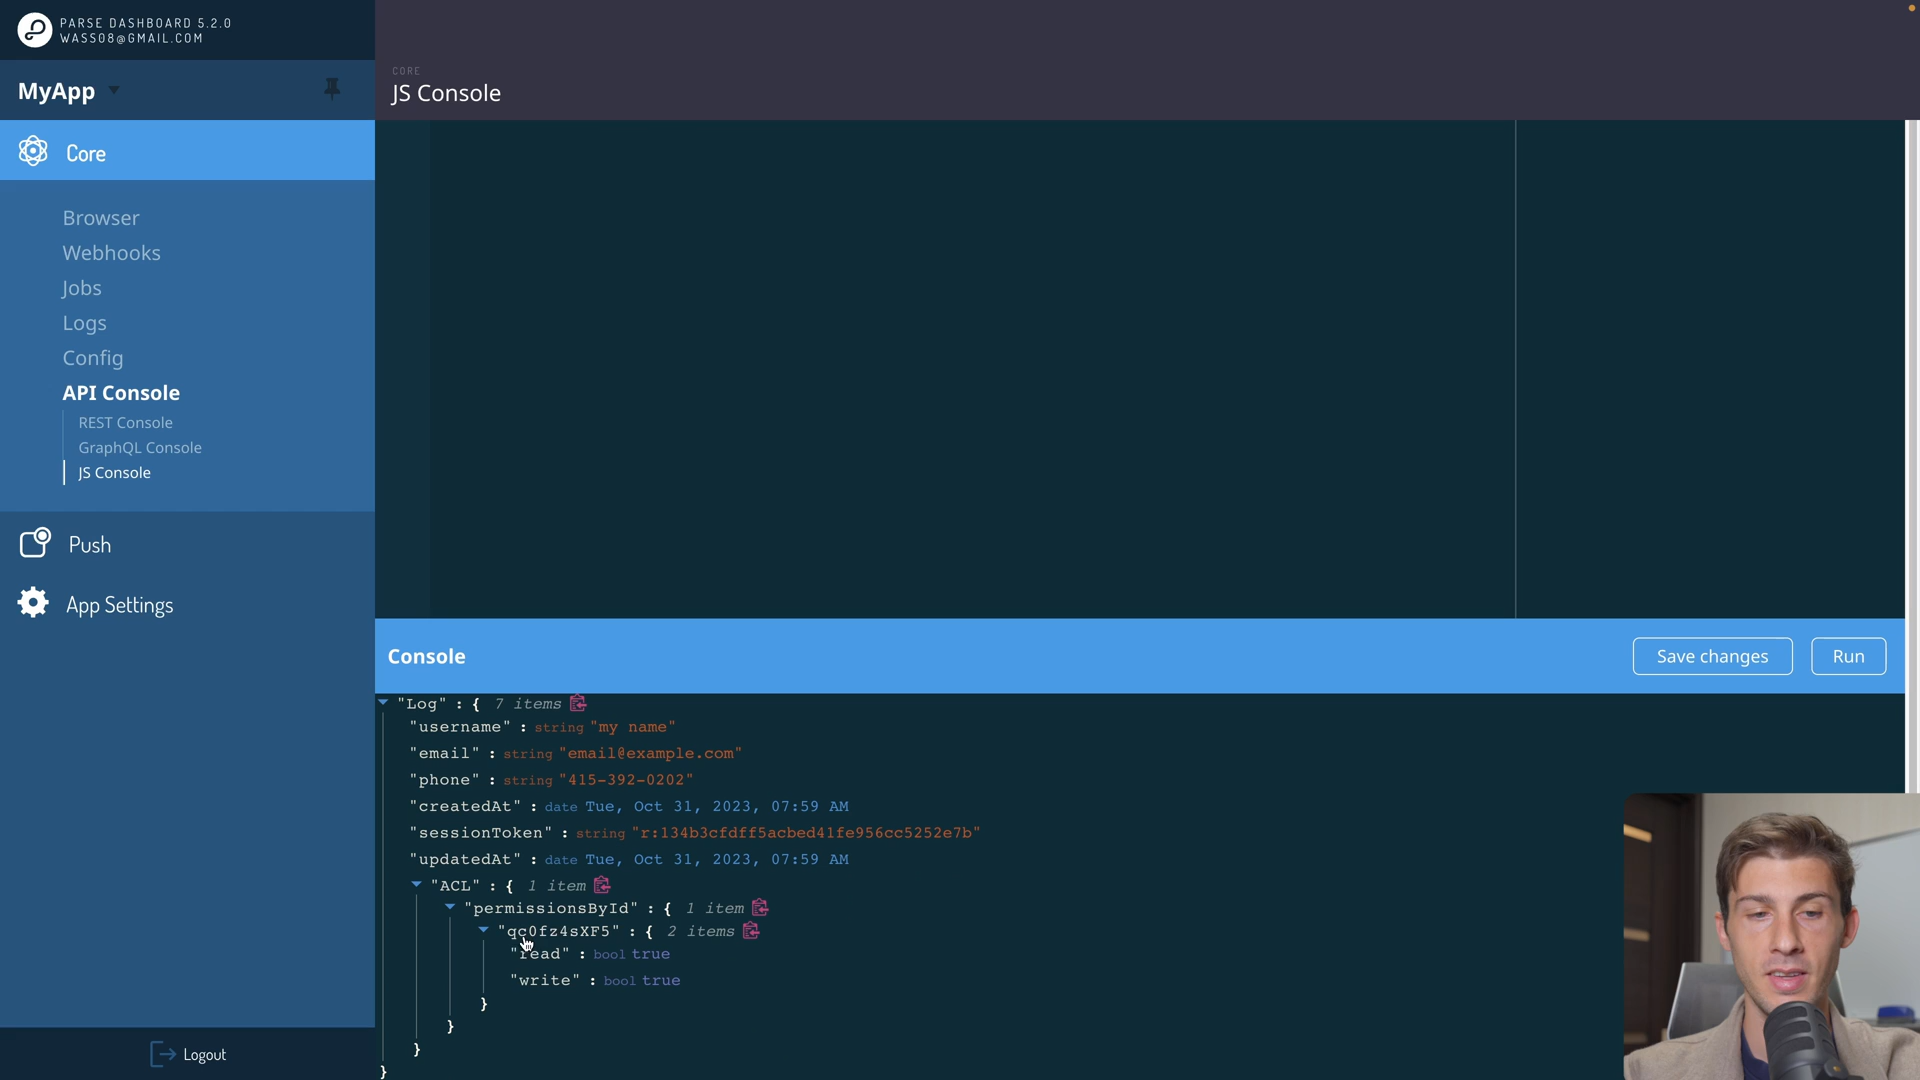 PARSE DASHBOARD 5.2.0
WASS08@GMAIL.COM
MyApp
Core
Browser
Webhooks
Jobs
Logs
Config
API Console
REST Console
GraphQL Console
JS Console
Push
App Settings
Logout
CORE
JS Console
Console
Save changes
Run
"Log" : { 7 items
"username" : string "my name"
"email" : string "email@example.com"
"phone" : string "415-392-0202"
"createdAt" : date Tue, Oct 31, 2023, 07:59 AM
"sessionToken" : string "r:134b3cfdff5acbed41fe956cc5252e7b"
"updatedAt" : date Tue, Oct 31, 2023, 07:59 AM
"ACL" : { 1 item
"permissionsById" : { 1 item
"qc0fz4sXF5" : { 2 items
"read" : bool true
"write" : bool true
}
}
}
}